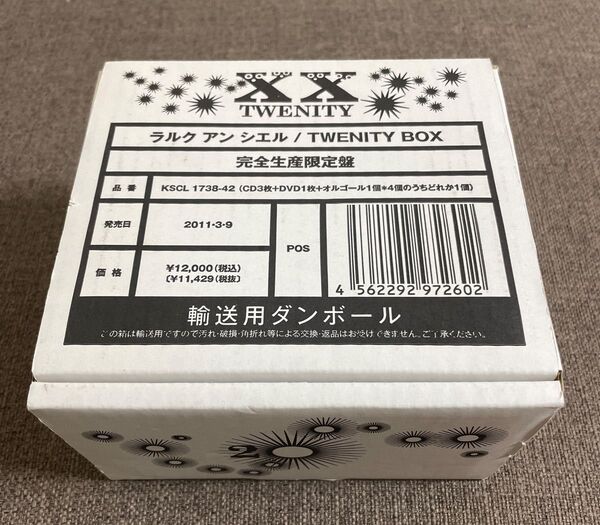 XX
TWENITY
ラルク アン シエル / TWENITY BOX
完全生産限定盤
品 番 KSCL 1738-42 (CD3枚+DVD1枚+オルゴール1個*4個のうちどれか1個)
発売日 2011・3・9
価 格 ¥12,000(税込)
〔¥11,429(税抜)
POS
4 562292 972602
輸送用ダンボール
この箱は輸送用ですので汚れ・破損・角折れ等による交換・返品はお受けできません。ご了承ください。
20